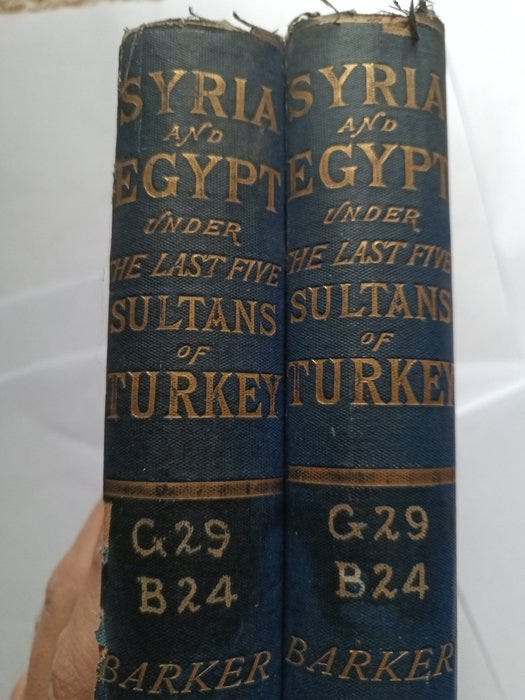 SYRIA
AND
EGYPT
UNDER
THE LAST FIVE
SULTANS
OF
TURKEY
G29
B24
BARKER
SYRIA
AND
EGYPT
UNDER
THE LAST FIVE
SULTANS
OF
TURKEY
G29
B24
BARKER